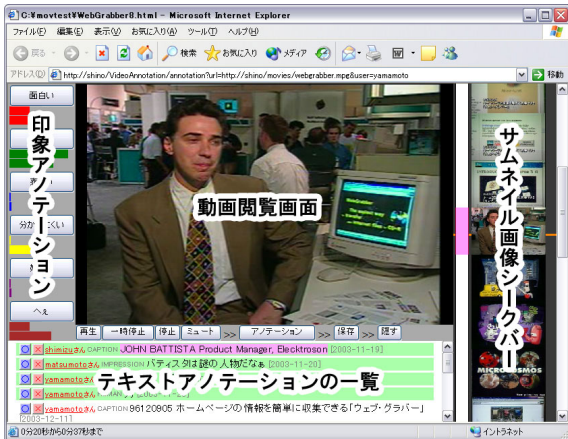 C:¥movtest¥WebGrabber8.html - Microsoft Internet Explorer
ファイル(F) 編集(E) 表示(V) お気に入り(A) ツール(T) ヘルプ(H)
戻る 検索 お気に入り メディア
アドレス(D) http://shino/VideoAnnotation/annotation?url=http://shino/movies/webgrabber.mpg&user=yamamoto 移動
面白い
印象アノテーション
へぇ
動画閲覧画面
サムネイル画像シークバー
MICROCOSMOS
再生 一時停止 停止 ミュート >> アノテーション >> 保存 >> 隠す
shimizuさん CAPTION JOHN BATTISTA Product Manager, Elecktroson [2003-11-19]
matsumotoさん IMPRESSION バティスタは謎の人物だなぁ [2003-11-20]
yamamotoさん
テキストアノテーションの一覧
yamamotoさん
yamamotoさん CAPTION 96120905 ホームページの情報を簡単に収集できる「ウェブ・グラバー」
[2003-12-11]
0分20秒から0分37秒まで イントラネット